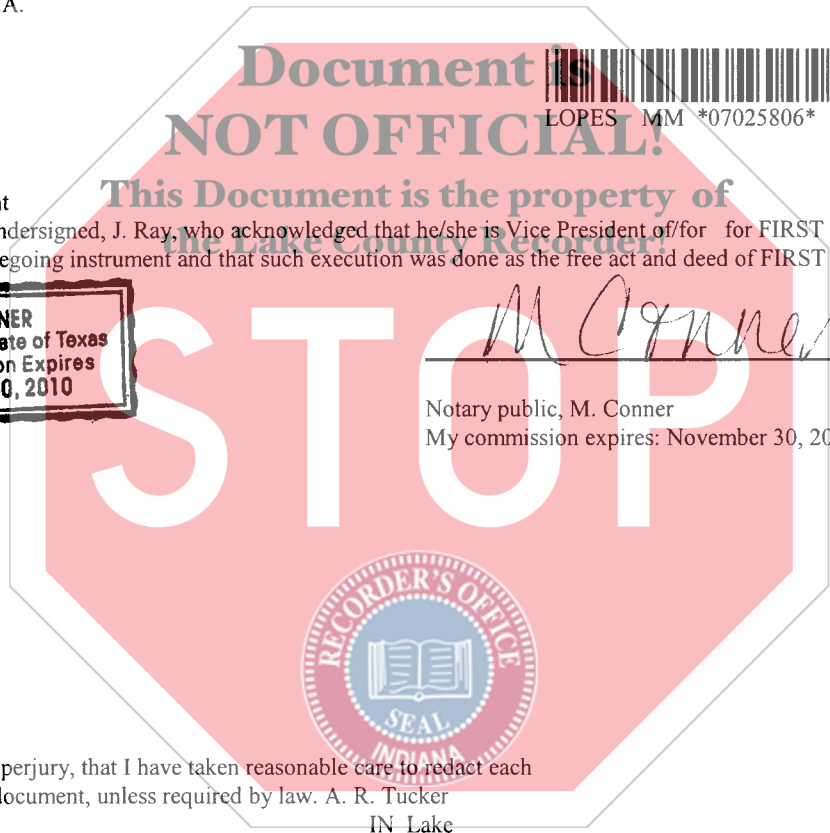 A.
Document is
NOT OFFICIAL!
LOPES MM *07025806*
This Document is the property of
the Lake County Recorder!
nt
ndersigned, J. Ray, who acknowledged that he/she is Vice President of/for for FIRST
egoing instrument and that such execution was done as the free act and deed of FIRST
NER
ate of Texas
on Expires
0, 2010
M Conner
Notary public, M. Conner
My commission expires: November 30, 20
STOP
RECORDER'S OFFICE
SEAL
INDIANA
perjury, that I have taken reasonable care to redact each
document, unless required by law. A. R. Tucker
IN Lake